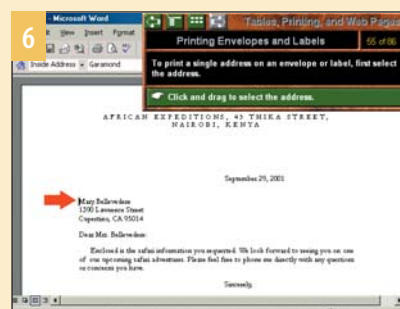 6
Microsoft Word
Tables, Printing, and Web Pages
View Insert Format
Printing Envelopes and Labels
55 of 86
To print a single address on an envelope or label, first select
the address.
Inside Address Garamond
Click and drag to select the address.
AFRICAN EXPEDITIONS, 43 THIKA STREET,
NAIROBI, KENYA
September 29, 2001
Mary Bellevedere
1390 Lawrence Street
Cupertino, CA 95014
Dear Mrs. Bellevedere:
Enclosed is the safari information you requested. We look forward to seeing you on one
of our upcoming safari adventures. Please feel free to phone me directly with any questions
or concerns you have.
Sincerely,